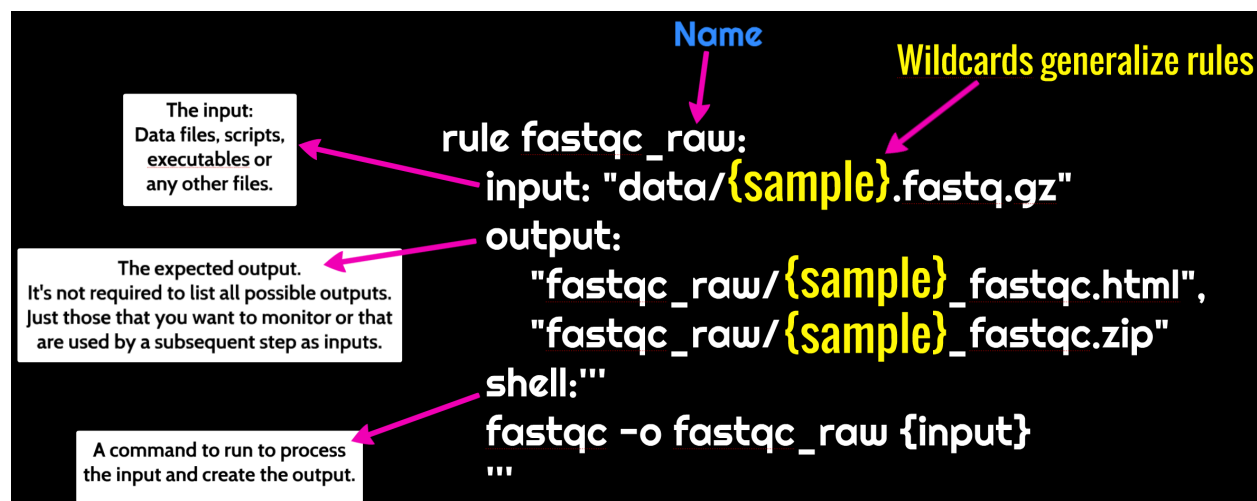 Name
Wildcards generalize rules
The input:
Data files, scripts,
executables or
any other files.
rule fastqc_raw:
input: "data/{sample}.fastq.gz"
output:
"fastqc_raw/{sample}_fastqc.html",
"fastqc_raw/{sample}_fastqc.zip"
The expected output.
It's not required to list all possible outputs.
Just those that you want to monitor or that
are used by a subsequent step as inputs.
shell:'''
fastqc -o fastqc_raw {input}
'''
A command to run to process
the input and create the output.